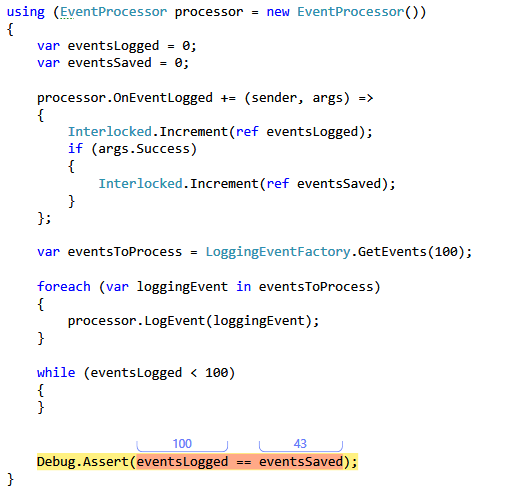 using (EventProcessor processor = new EventProcessor())
{
var eventsLogged = 0;
var eventsSaved = 0;
processor.OnEventLogged += (sender, args) =>
{
Interlocked.Increment(ref eventsLogged);
if (args.Success)
{
Interlocked.Increment(ref eventsSaved);
}
};
var eventsToProcess = LoggingEventFactory.GetEvents(100);
foreach (var loggingEvent in eventsToProcess)
{
processor.LogEvent(loggingEvent);
}
while (eventsLogged < 100)
{
}
100 43
Debug.Assert(eventsLogged == eventsSaved);
}